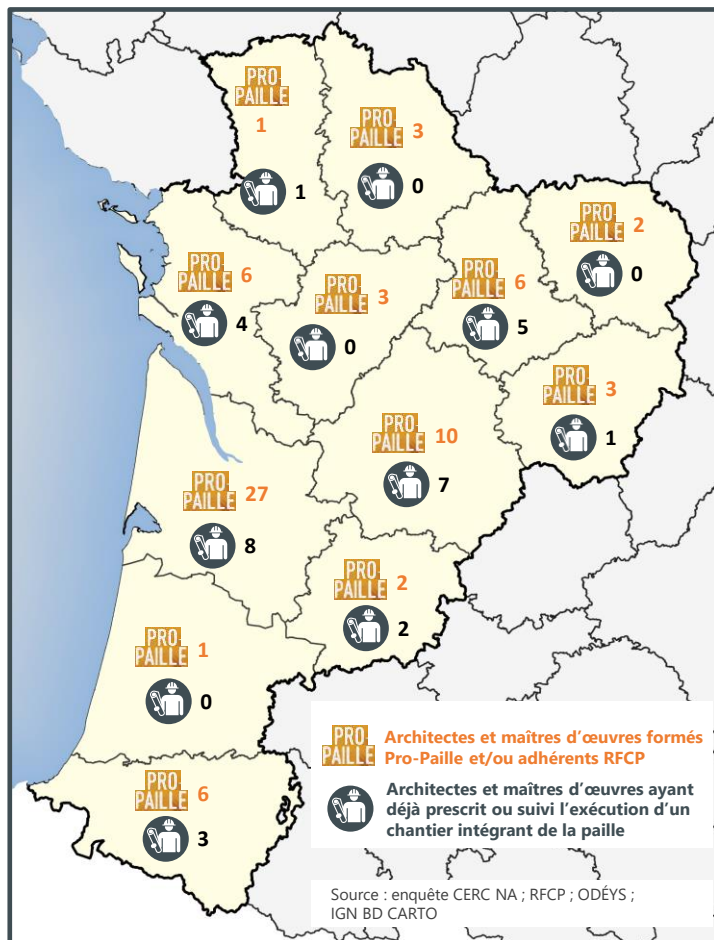 PRO
PAILLE
1
1
PRO
PAILLE 3
0
PRO
PAILLE 2
0
PRO
PAILLE 6
4
PRO
PAILLE 3
0
PRO
PAILLE 6
5
PRO
PAILLE 3
1
PRO
PAILLE 10
7
PRO
PAILLE 27
8
PRO
PAILLE 2
2
PRO
PAILLE 1
0
PRO
PAILLE 6
3
PRO
PAILLE
Architectes et maîtres d’œuvres formés
Pro-Paille et/ou adhérents RFCP
Architectes et maîtres d’œuvres ayant
déjà prescrit ou suivi l’exécution d’un
chantier intégrant de la paille
Source : enquête CERC NA ; RFCP ; ODÉYS ;
IGN BD CARTO